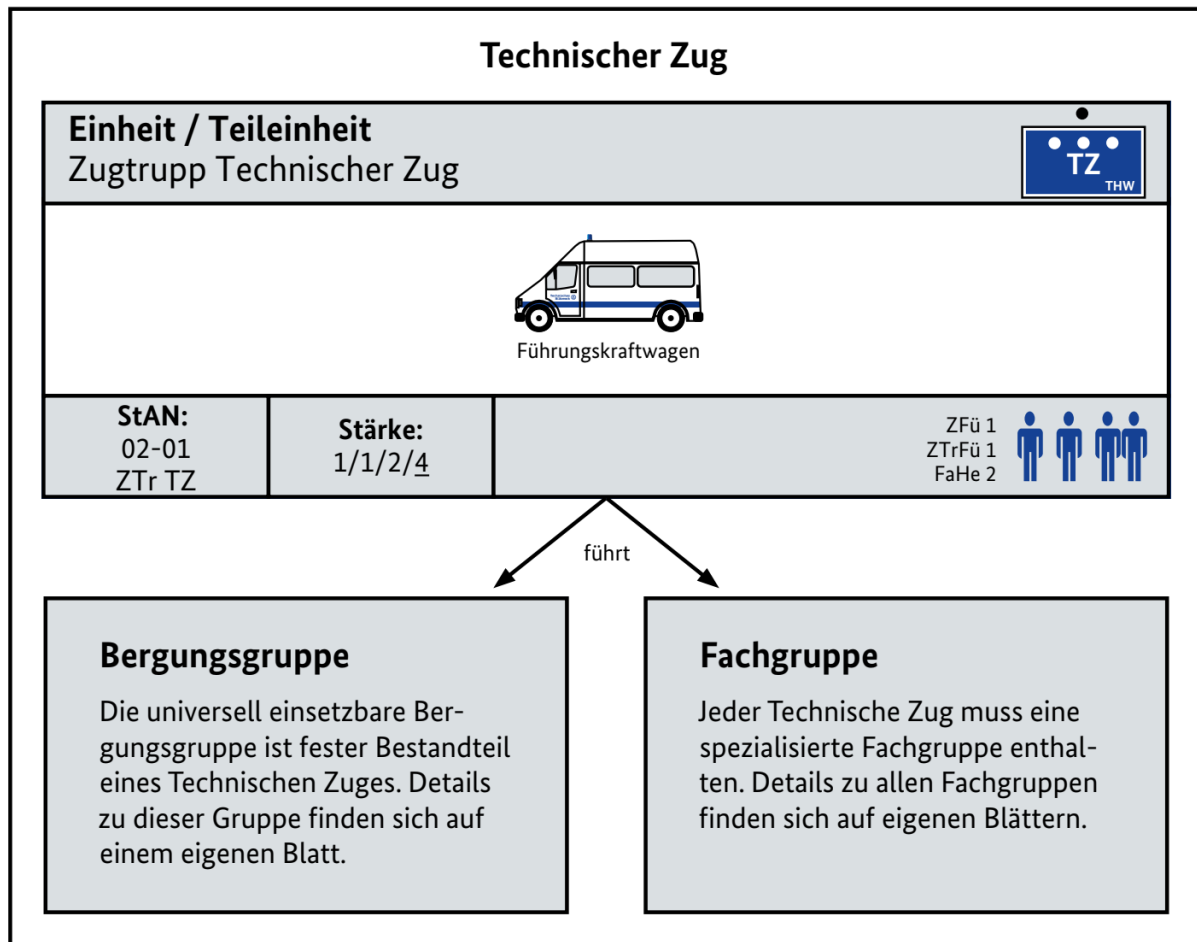 Technischer Zug
Einheit / Teileinheit
Zugtrupp Technischer Zug
TZ
THW
Führungskraftwagen
StAN:
02-01
ZTr TZ
Stärke:
1/1/2/4
ZFü 1
ZTrFü 1
FaHe 2
führt
Bergungsgruppe
Die universell einsetzbare Ber-
gungsgruppe ist fester Bestandteil
eines Technischen Zuges. Details
zu dieser Gruppe finden sich auf
einem eigenen Blatt.
Fachgruppe
Jeder Technische Zug muss eine
spezialisierte Fachgruppe enthal-
ten. Details zu allen Fachgruppen
finden sich auf eigenen Blättern.